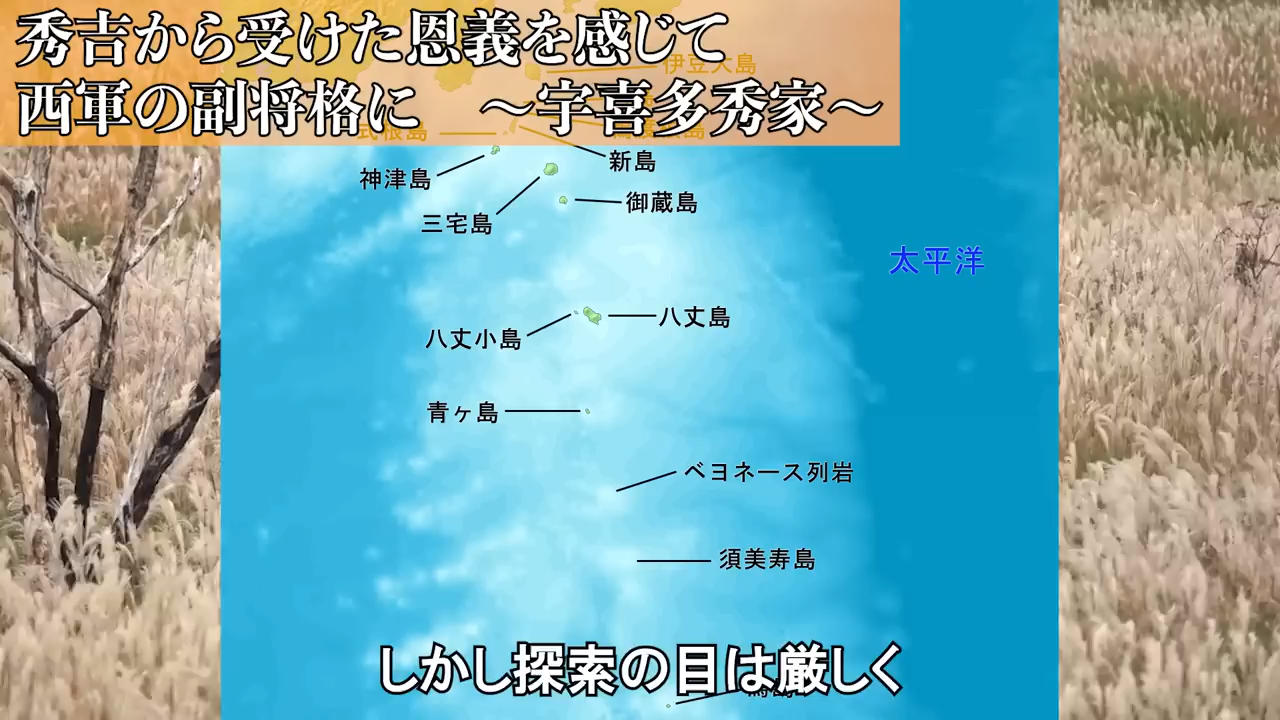 秀吉から受けた恩義を感じて
西軍の副将格に　～宇喜多秀家～
伊豆大島
式根島
新島
神津島
御蔵島
三宅島
太平洋
八丈島
八丈小島
青ヶ島
ベヨネース列岩
須美寿島
しかし探索の目は厳しく